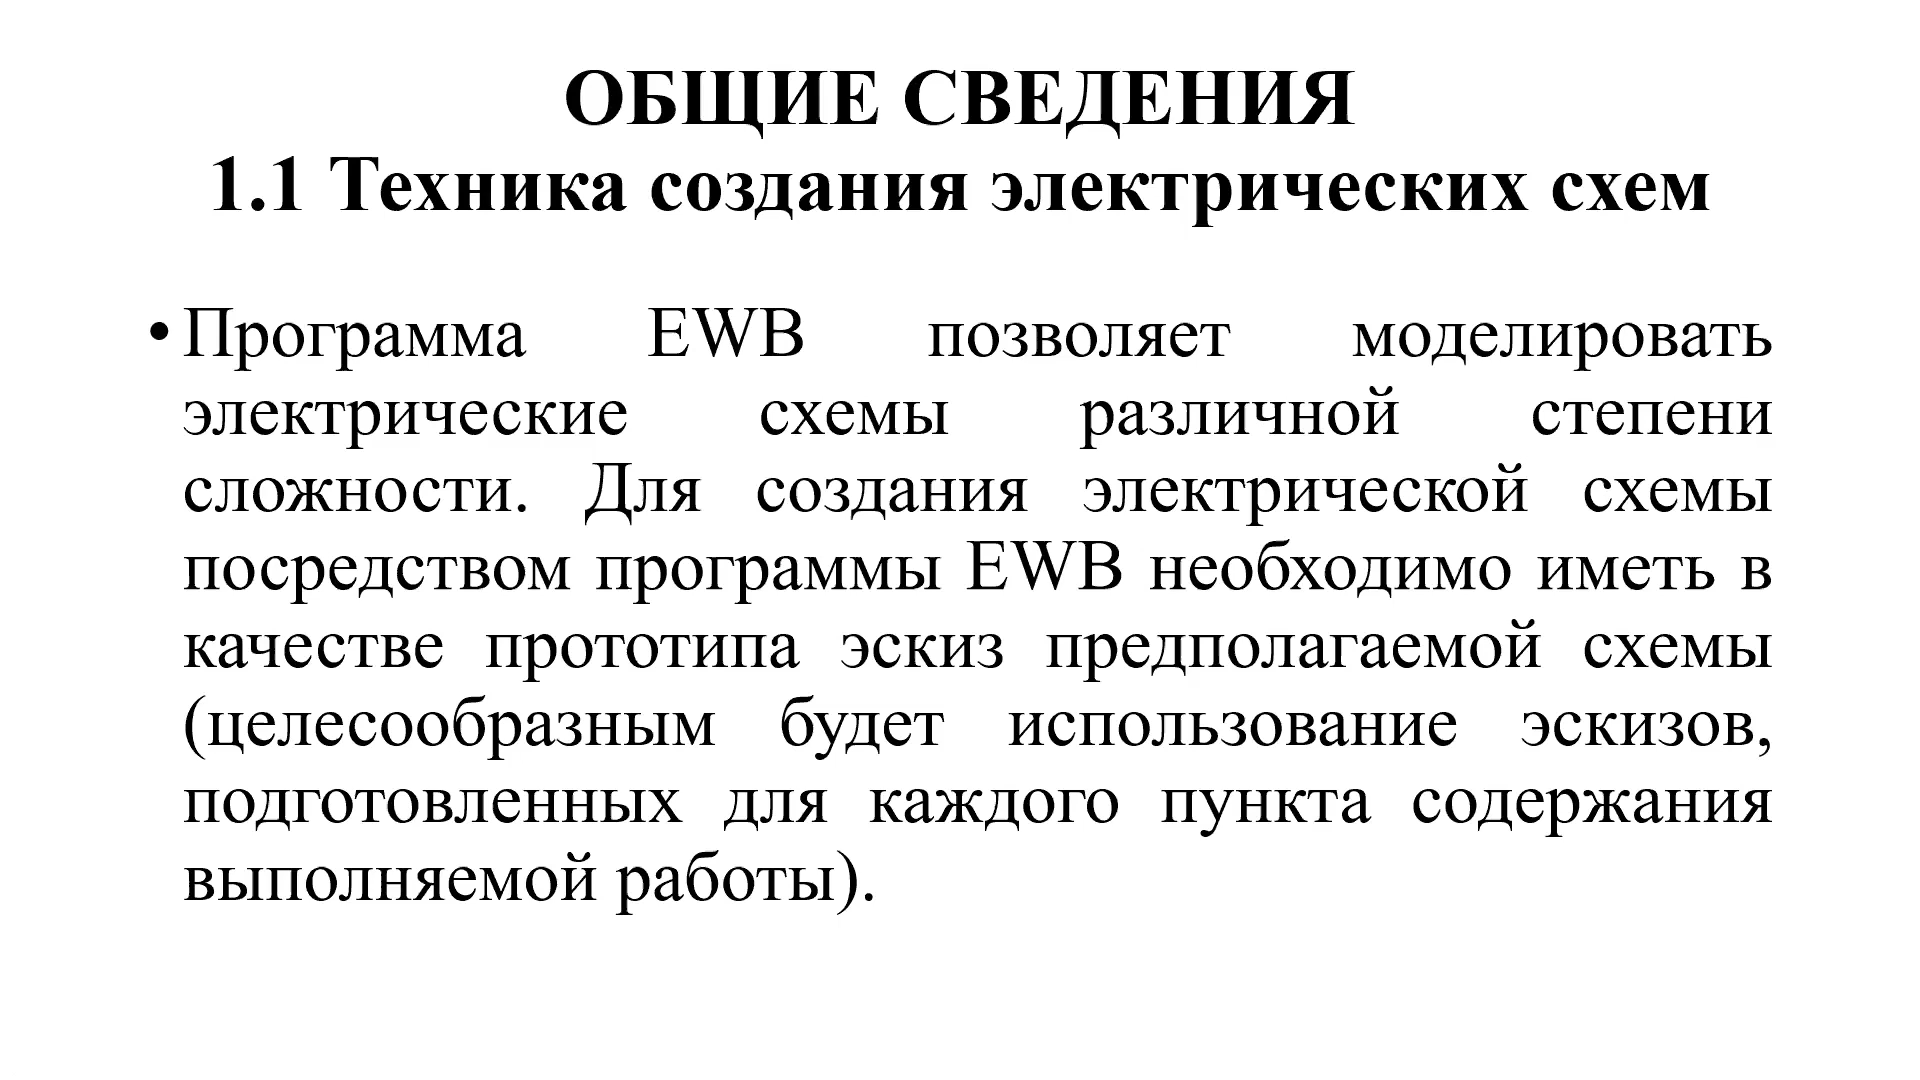 ОБЩИЕ СВЕДЕНИЯ
1.1 Техника создания электрических схем
• Программа EWB позволяет моделировать
электрические схемы различной степени
сложности. Для создания электрической схемы
посредством программы EWB необходимо иметь в
качестве прототипа эскиз предполагаемой схемы
(целесообразным будет использование эскизов,
подготовленных для каждого пункта содержания
выполняемой работы).